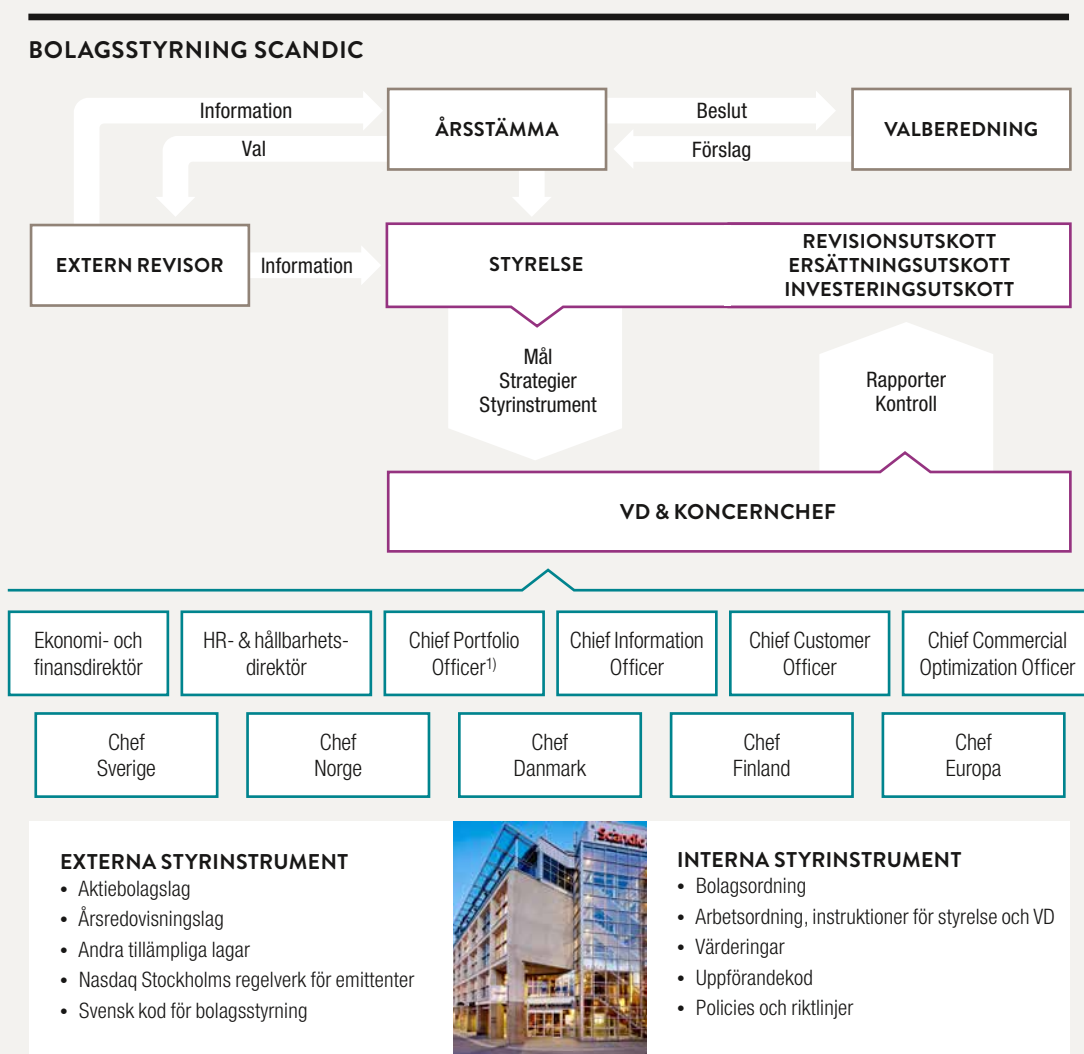 BOLAGSSTYRNING SCANDIC
Information
Val
ÅRSSTÄMMA
Beslut
Förslag
VALBEREDNING
EXTERN REVISOR
Information
STYRELSE
REVISIONSUTSKOTT
ERSÄTTNINGSUTSKOTT
INVESTERINGSUTSKOTT
Mål
Strategier
Styrinstrument
Rapporter
Kontroll
VD & KONCERNCHEF
Ekonomi- och
finansdirektör
HR- & hållbarhets-
direktör
Chief Portfolio
Officer1)
Chief Information
Officer
Chief Customer
Officer
Chief Commercial
Optimization Officer
Chef
Sverige
Chef
Norge
Chef
Danmark
Chef
Finland
Chef
Europa
EXTERNA STYRINSTRUMENT
• Aktiebolagslag
• Årsredovisningslag
• Andra tillämpliga lagar
• Nasdaq Stockholms regelverk för emittenter
• Svensk kod för bolagsstyrning
Scandic
INTERNA STYRINSTRUMENT
• Bolagsordning
• Arbetsordning, instruktioner för styrelse och VD
• Värderingar
• Uppförandekod
• Policies och riktlinjer